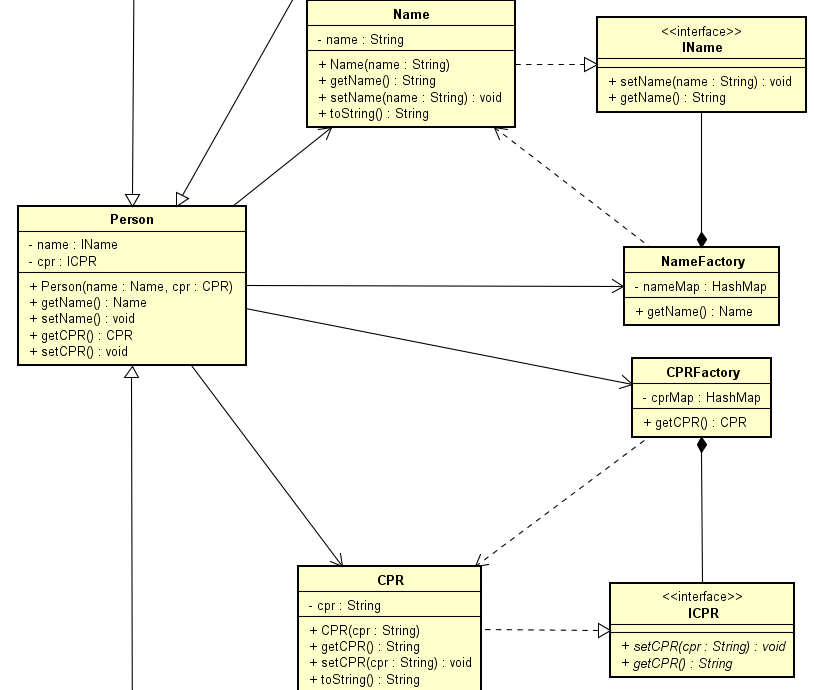 Name
- name : String
+ Name(name : String)
+ getName() : String
+ setName(name : String) : void
+ toString() : String
<<interface>>
IName
+ setName(name : String) : void
+ getName() : String
Person
- name : IName
- cpr : ICPR
+ Person(name : Name, cpr : CPR)
+ getName() : Name
+ setName() : void
+ getCPR() : CPR
+ setCPR() : void
NameFactory
- nameMap : HashMap
+ getName() : Name
CPRFactory
- cprMap : HashMap
+ getCPR() : CPR
CPR
- cpr : String
+ CPR(cpr : String)
+ getCPR() : String
+ setCPR(cpr : String) : void
+ toString() : String
<<interface>>
ICPR
+ setCPR(cpr : String) : void
+ getCPR() : String